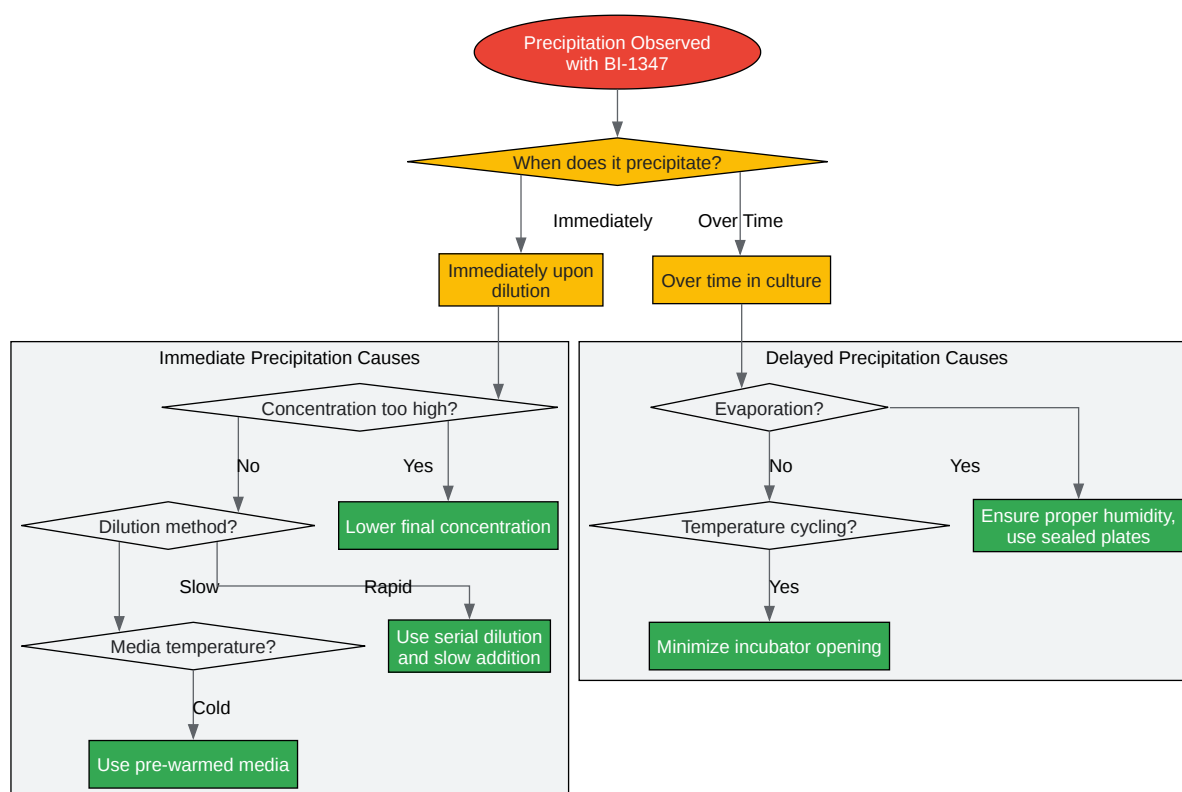 Precipitation Observed
with BI-1347
When does it precipitate?
Immediately
Over Time
Immediately upon
dilution
Over time in culture
Immediate Precipitation Causes
Concentration too high?
No
Yes
Dilution method?
Lower final concentration
Slow
Rapid
Media temperature?
Use serial dilution
and slow addition
Cold
Use pre-warmed media
Delayed Precipitation Causes
Evaporation?
No
Yes
Temperature cycling?
Ensure proper humidity,
use sealed plates
Yes
Minimize incubator opening